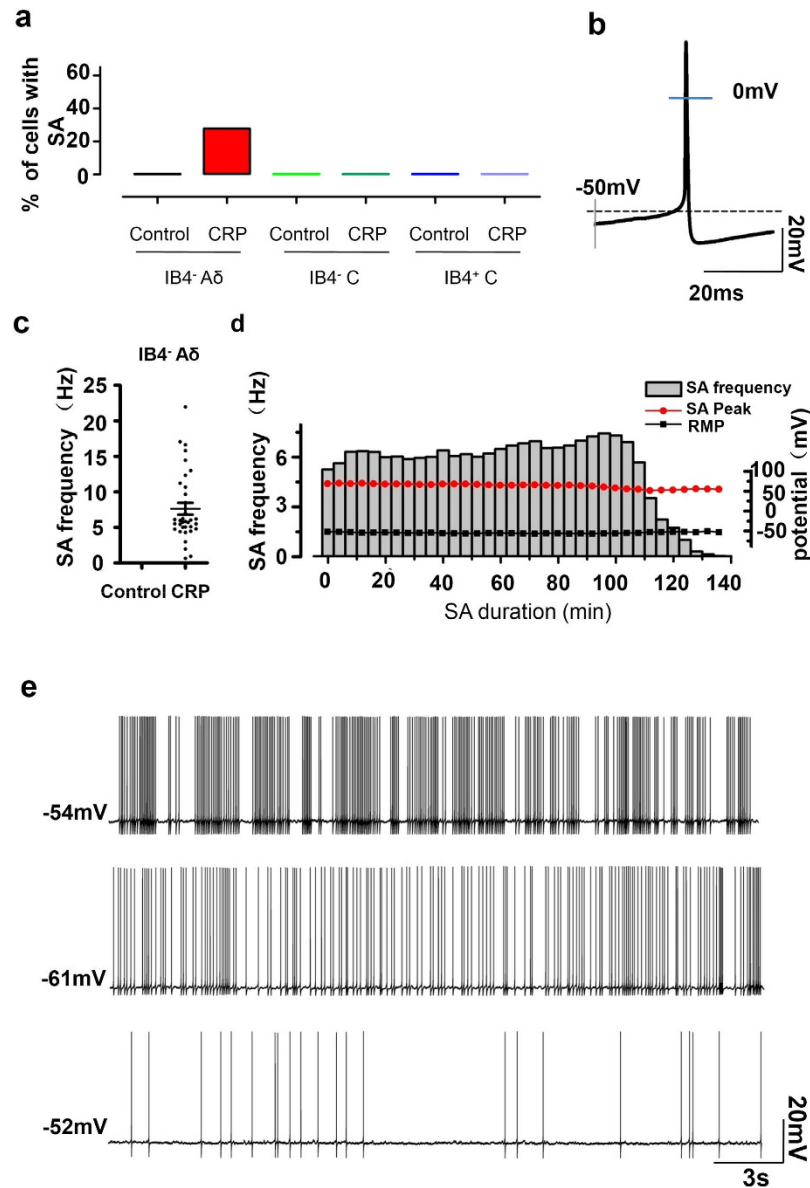 a
% of cells with
SA
60
40
20
0
Control CRP Control CRP Control CRP
IB4⁻ Aδ IB4⁻ C IB4⁺ C
b
0mV
-50mV
20mV
20ms
c
IB4⁻ Aδ
SA frequency （Hz）
25
20
15
10
5
0
Control CRP
d
SA frequency （Hz）
6
3
0
SA frequency
SA Peak
RMP
potential （mV）
100
50
0
-50
0 20 40 60 80 100 120 140
SA duration (min)
e
-54mV
-61mV
-52mV
20mV
3s